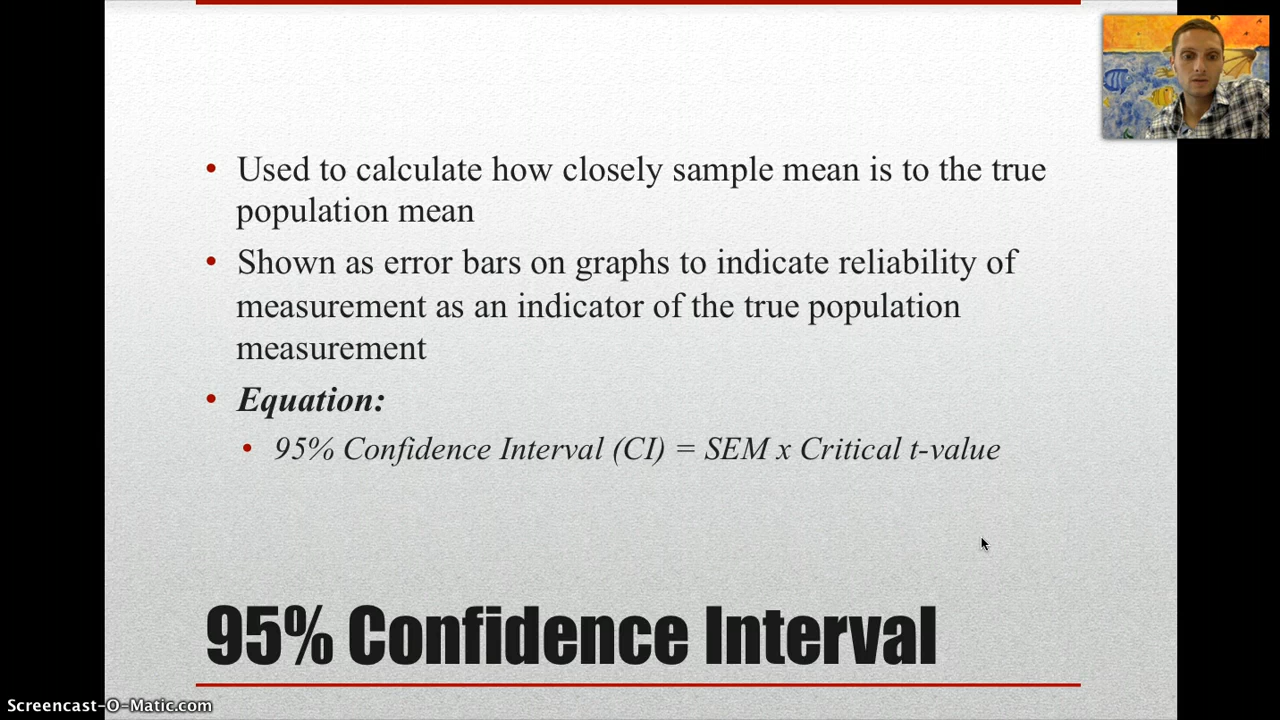 • Used to calculate how closely sample mean is to the true
population mean
• Shown as error bars on graphs to indicate reliability of
measurement as an indicator of the true population
measurement
• Equation:
• 95% Confidence Interval (CI) = SEM x Critical t-value
95% Confidence Interval
Screencast-O-Matic.com